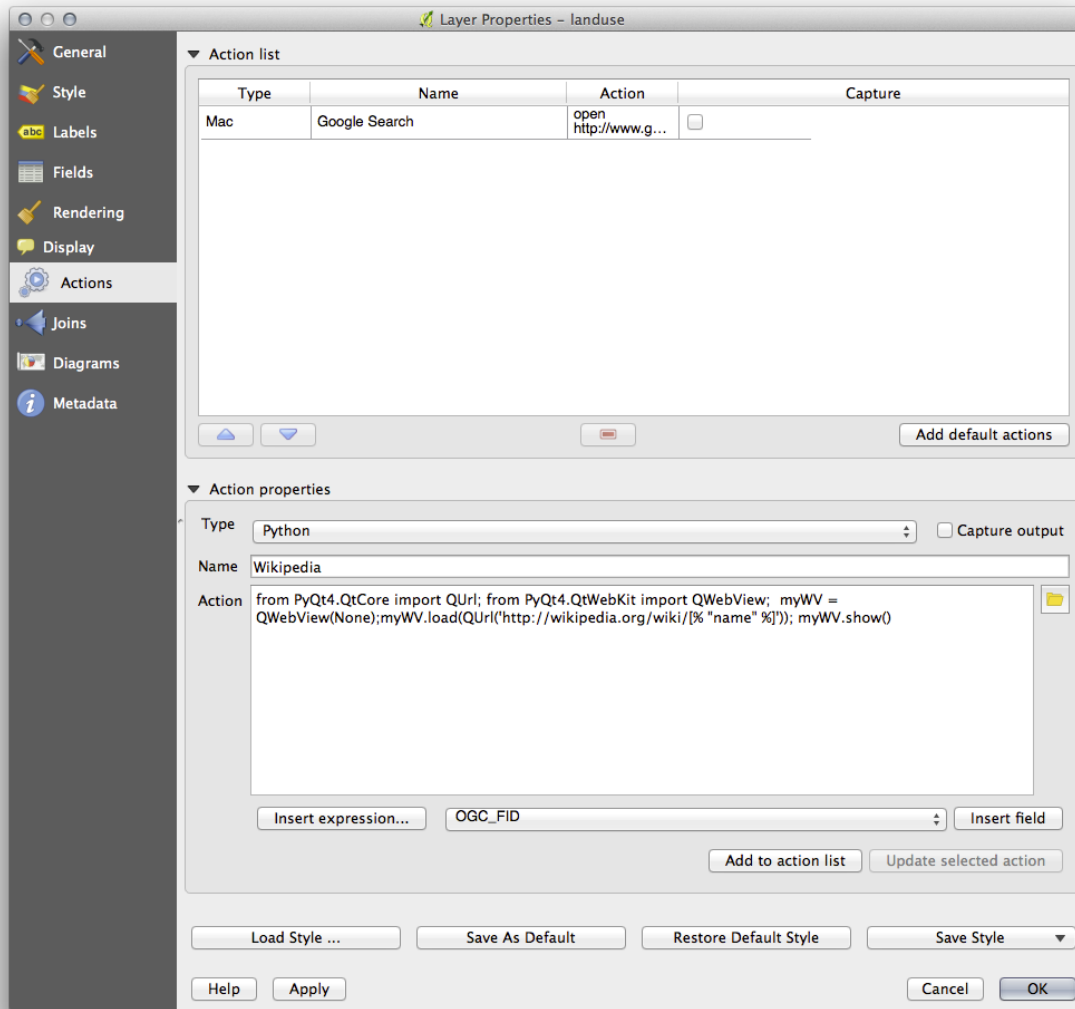 Layer Properties – landuse
General
Style
abc Labels
Fields
Rendering
Display
Actions
Joins
Diagrams
i Metadata
Action list
Type Name Action Capture
Mac Google Search open
http://www.g...
Add default actions
Action properties
Type Python Capture output
Name Wikipedia
Action from PyQt4.QtCore import QUrl; from PyQt4.QtWebKit import QWebView;  myWV =
QWebView(None);myWV.load(QUrl('http://wikipedia.org/wiki/[% "name" %]')); myWV.show()
Insert expression... OGC_FID Insert field
Add to action list Update selected action
Load Style ... Save As Default Restore Default Style Save Style
Help Apply Cancel OK